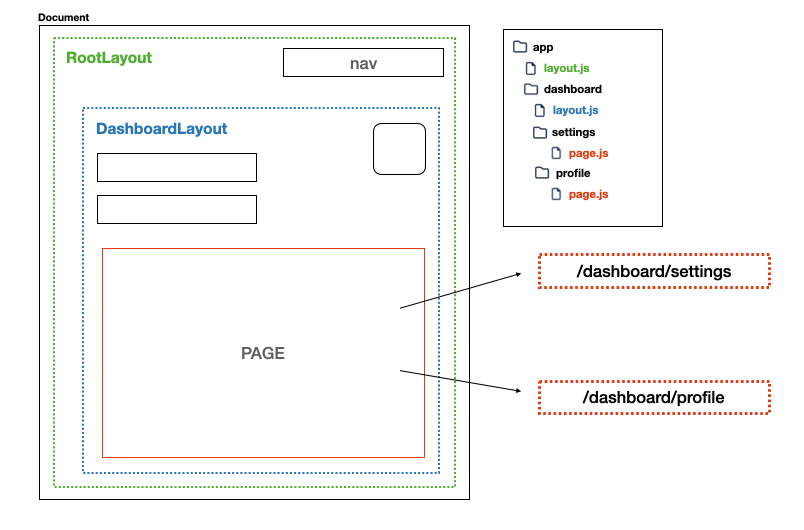 Document
RootLayout
nav
DashboardLayout
PAGE
app
layout.js
dashboard
layout.js
settings
page.js
profile
page.js
/dashboard/settings
/dashboard/profile